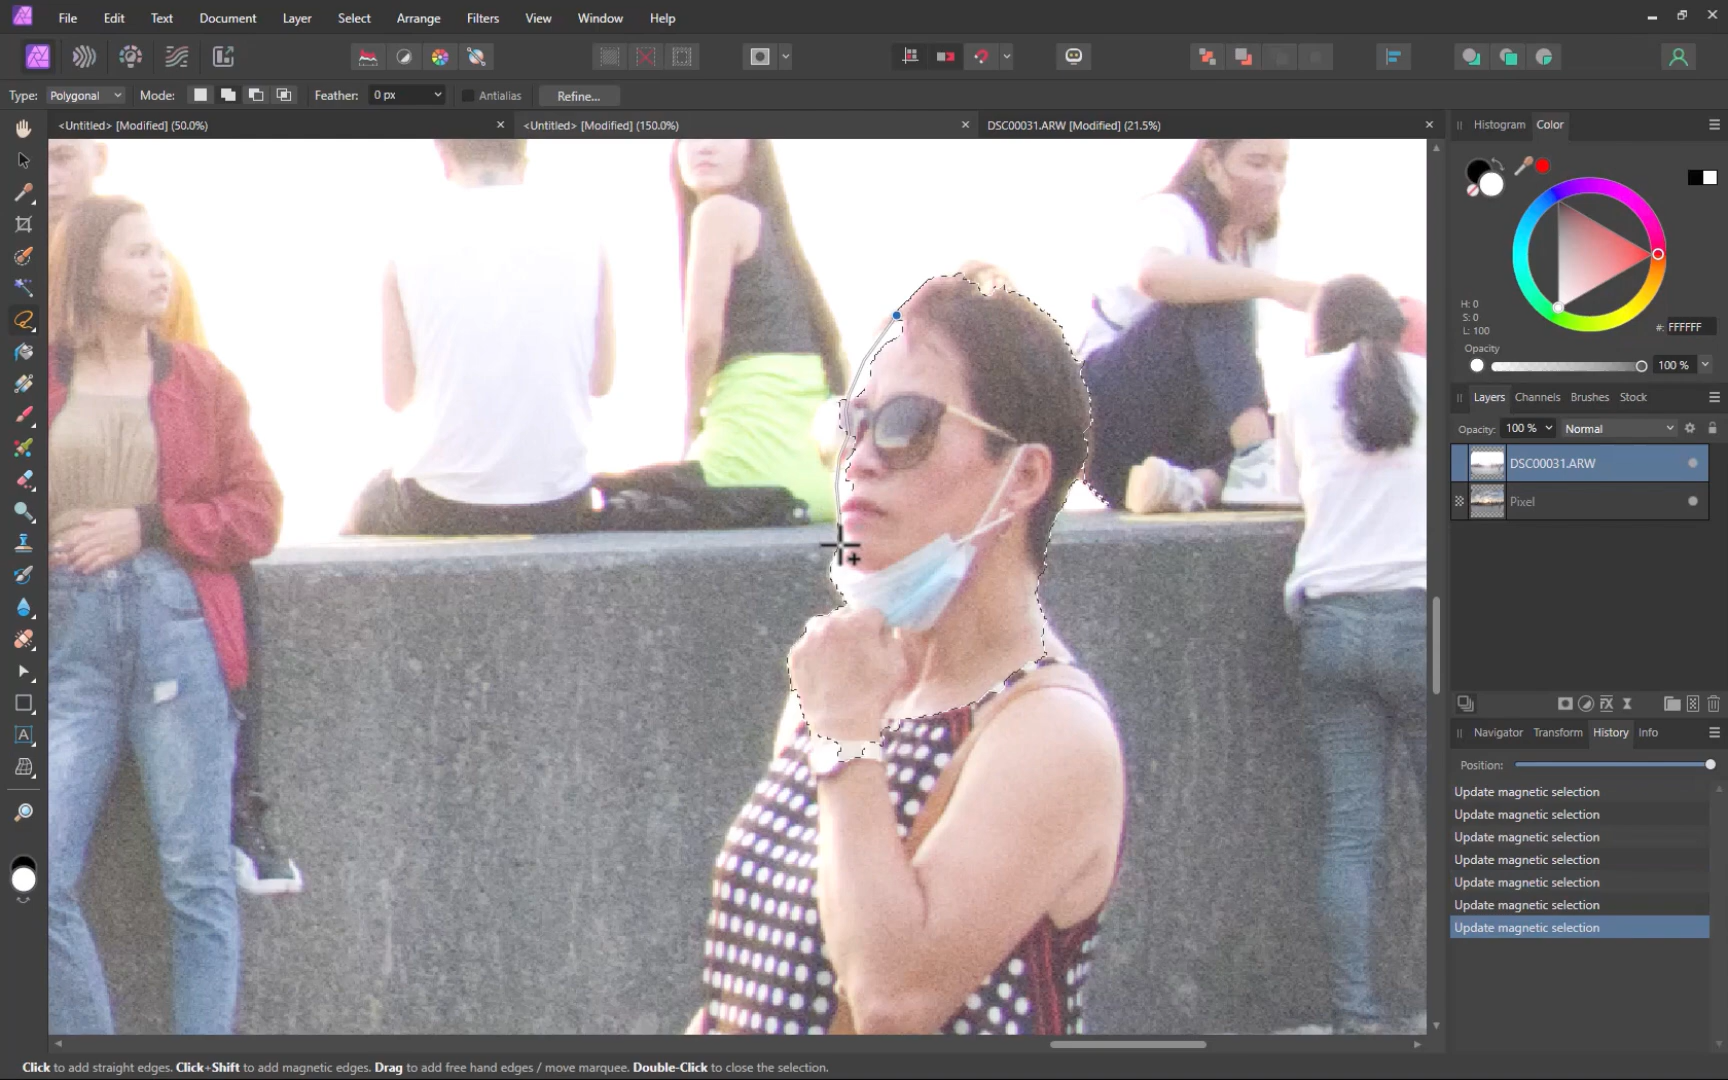 File Edit Text Document Layer Select Arrange Filters View Window Help
Type: Polygonal Mode: Feather: 0 px Antialias Refine...
<Untitled> [Modified] (50.0%) <Untitled> [Modified] (150.0%) DSC00031.ARW [Modified] (21.5%)
Histogram Color
H: 0
S: 0
L: 100
#: FFFFFF
Opacity
100 %
Layers Channels Brushes Stock
Opacity: 100 % Normal
DSC00031.ARW
Pixel
Navigator Transform History Info
Position:
Update magnetic selection
Update magnetic selection
Update magnetic selection
Update magnetic selection
Update magnetic selection
Update magnetic selection
Update magnetic selection
Click to add straight edges. Click+Shift to add magnetic edges. Drag to add free hand edges / move marquee. Double-Click to close the selection.